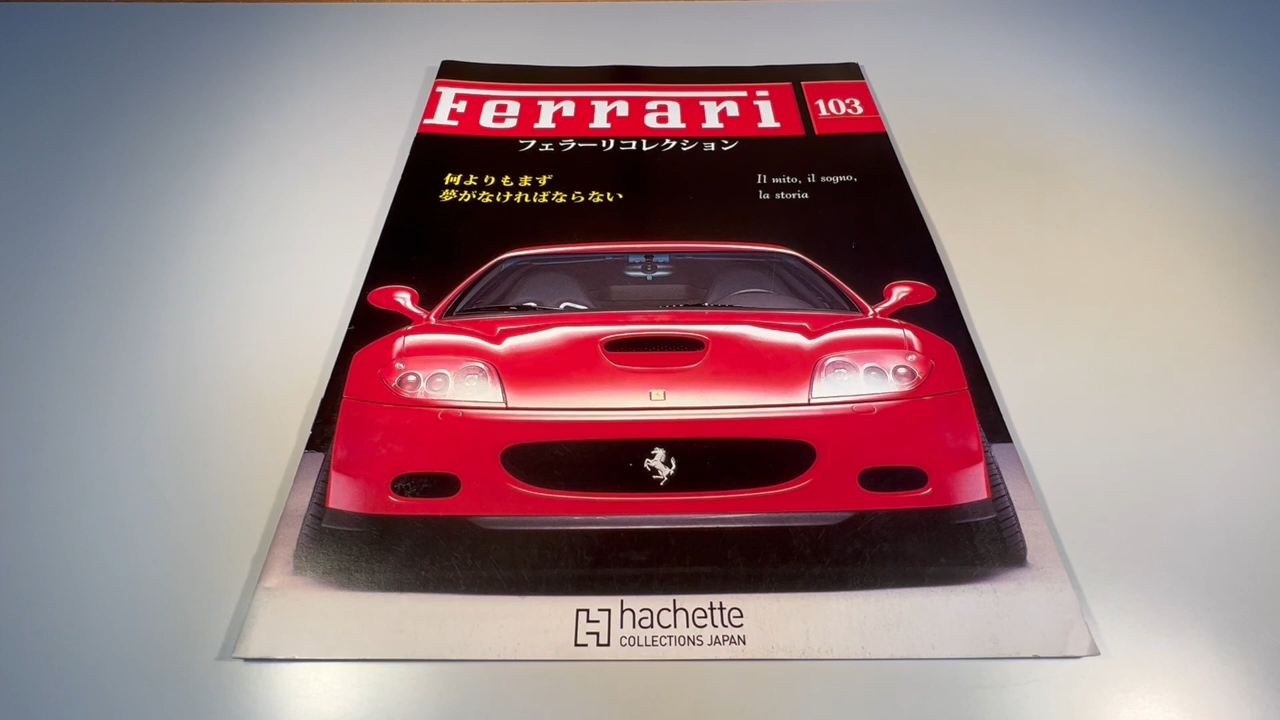 Ferrari
103
フェラーリコレクション
何よりもまず
夢がなければならない
Il mito, il sogno,
la storia
hachette
COLLECTIONS JAPAN